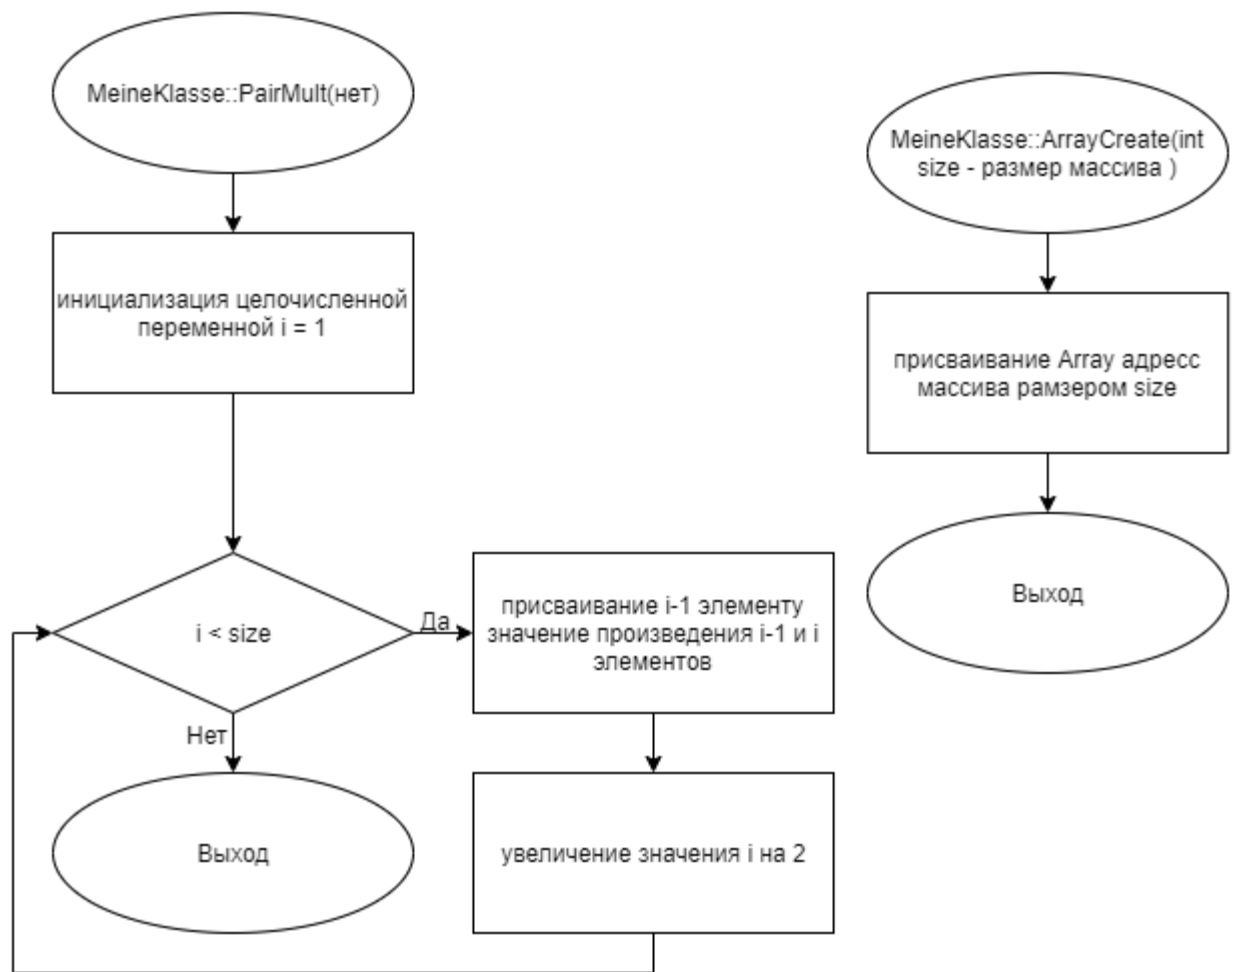 MeineKlasse::PairMult(нет)
инициализация целочисленной
переменной i = 1
i < size
Да
присваивание i-1 элементу
значение произведения i-1 и i
элементов
Нет
Выход
увеличение значения i на 2
MeineKlasse::ArrayCreate(int
size - размер массива )
присваивание Array адресс
массива рамзером size
Выход